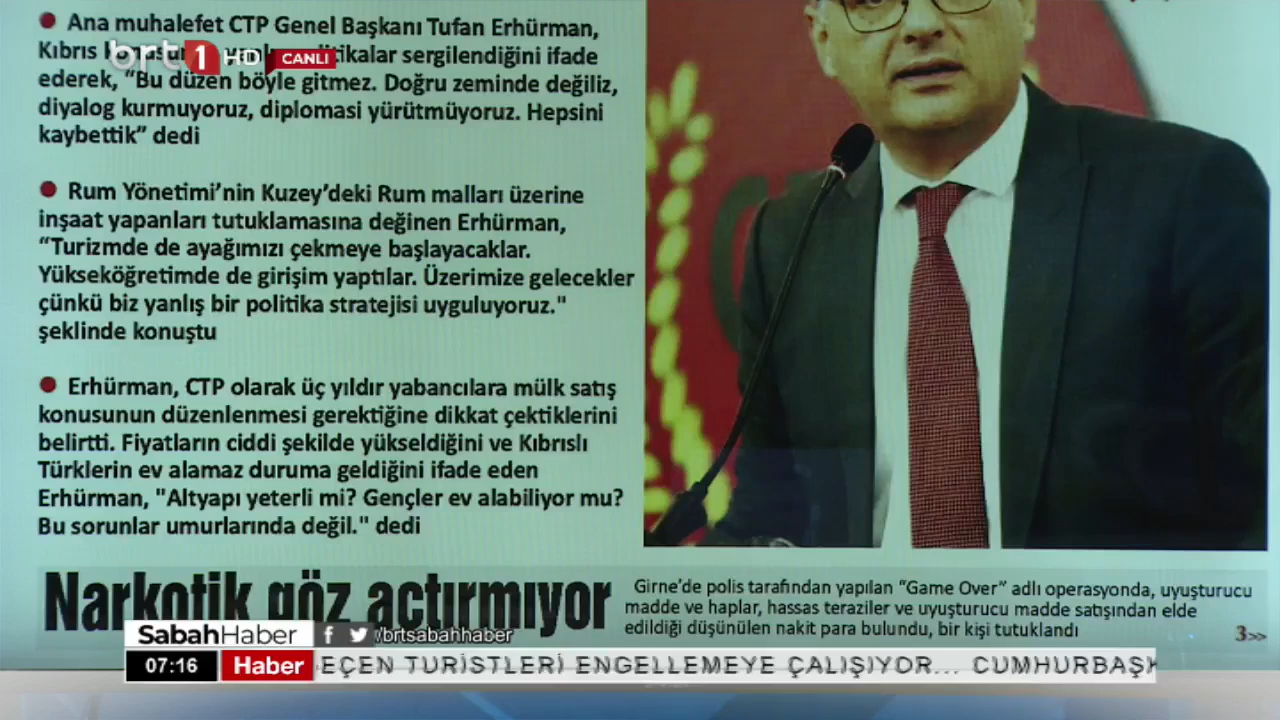 Ana muhalefet CTP Genel Başkanı Tufan Erhürman,
Kıbrıs sergilendiğini ifade
brt 1 HD CANLI
ederek, “Bu düzen böyle gitmez. Doğru zeminde değiliz,
diyalog kurmuyoruz, diplomasi yürütmüyoruz. Hepsini
kaybettik” dedi
Rum Yönetimi’nin Kuzey’deki Rum malları üzerine
inşaat yapanları tutuklamasına değinen Erhürman,
“Turizmde de ayağımızı çekmeye başlayacaklar.
Yükseköğretimde de girişim yaptılar. Üzerimize gelecekler
çünkü biz yanlış bir politika stratejisi uyguluyoruz."
şeklinde konuştu
Erhürman, CTP olarak üç yıldır yabancılara mülk satış
konusunun düzenlenmesi gerektiğine dikkat çektiklerini
belirtti. Fiyatların ciddi şekilde yükseldiğini ve Kıbrıslı
Türklerin ev alamaz duruma geldiğini ifade eden
Erhürman, "Altyapı yeterli mi? Gençler ev alabiliyor mu?
Bu sorunlar umurlarında değil." dedi
Narkotik göz açtırmıyor
Girne’de polis tarafından yapılan “Game Over” adlı operasyonda, uyuşturucu
madde ve haplar, hassas teraziler ve uyuşturucu madde satışından elde
edildiği düşünülen nakit para bulundu, bir kişi tutuklandı
3>>>
SabahHaber f /brtsabahhaber
07:16 Haber EÇEN TURİSTLERİ ENGELLEMEYE ÇALIŞIYOR... CUMHURBAŞK